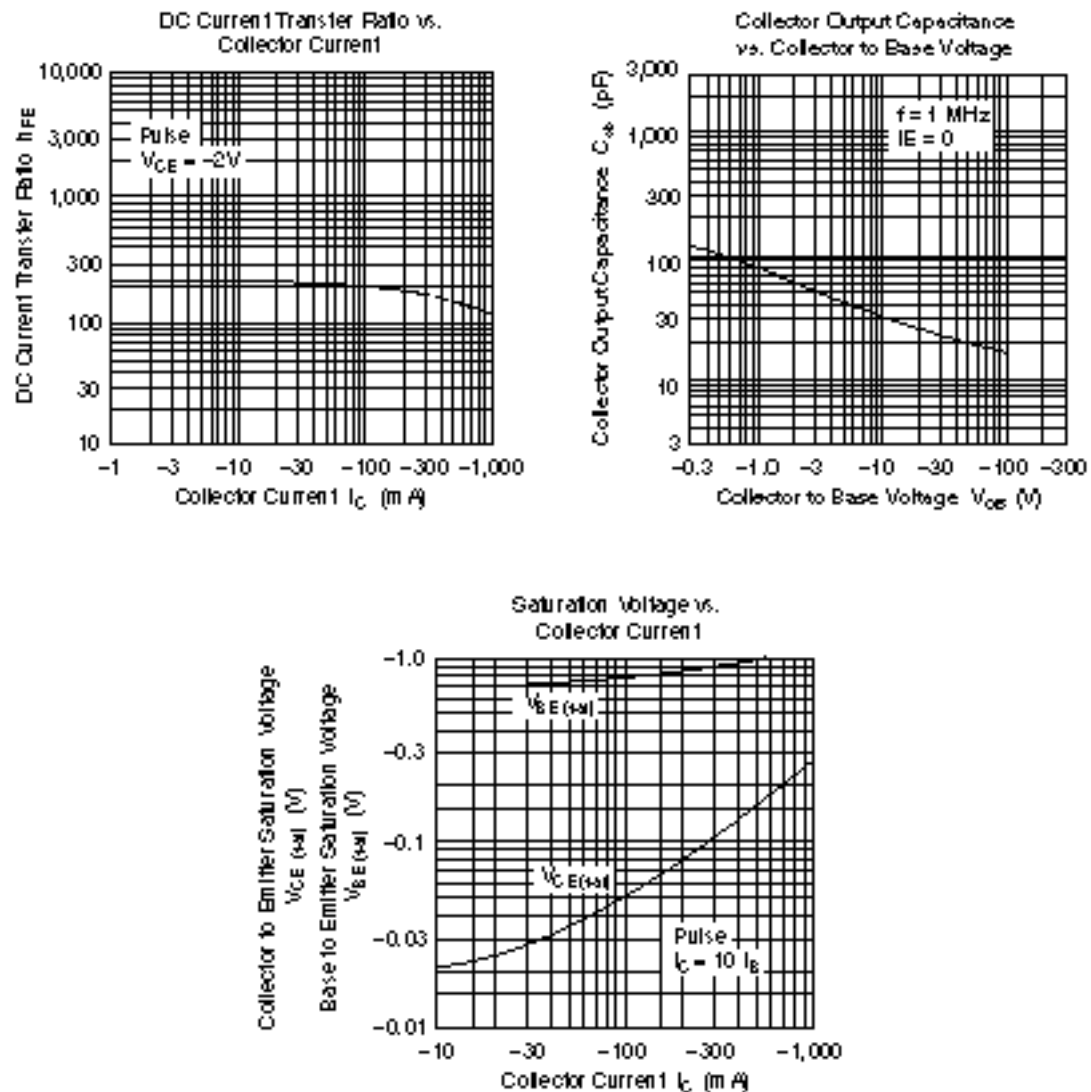 DC Current Transfer Ratio vs.
Collector Current
DC Current Transfer Ratio hFE
10,000
3,000
1,000
300
100
30
10
Pulse
VCE = –2V
–1 –3 –10 –30 –100 –300 –1,000
Collector Current IC (mA)
Collector Output Capacitance
vs. Collector to Base Voltage
Collector Output Capacitance Cob (pF)
3,000
1,000
300
100
30
10
3
f = 1 MHz
IE = 0
–0.3 –1.0 –3 –10 –30 –100 –300
Collector to Base Voltage VCB (V)
Saturation Voltage vs.
Collector Current
Collector to Emitter Saturation Voltage
VCE (sat) (V)
Base to Emitter Saturation Voltage
VBE (sat) (V)
–1.0
–0.3
–0.1
–0.03
–0.01
VBE (sat)
VCE (sat)
Pulse
IC = 10 IB
–10 –30 –100 –300 –1,000
Collector Current IC (mA)